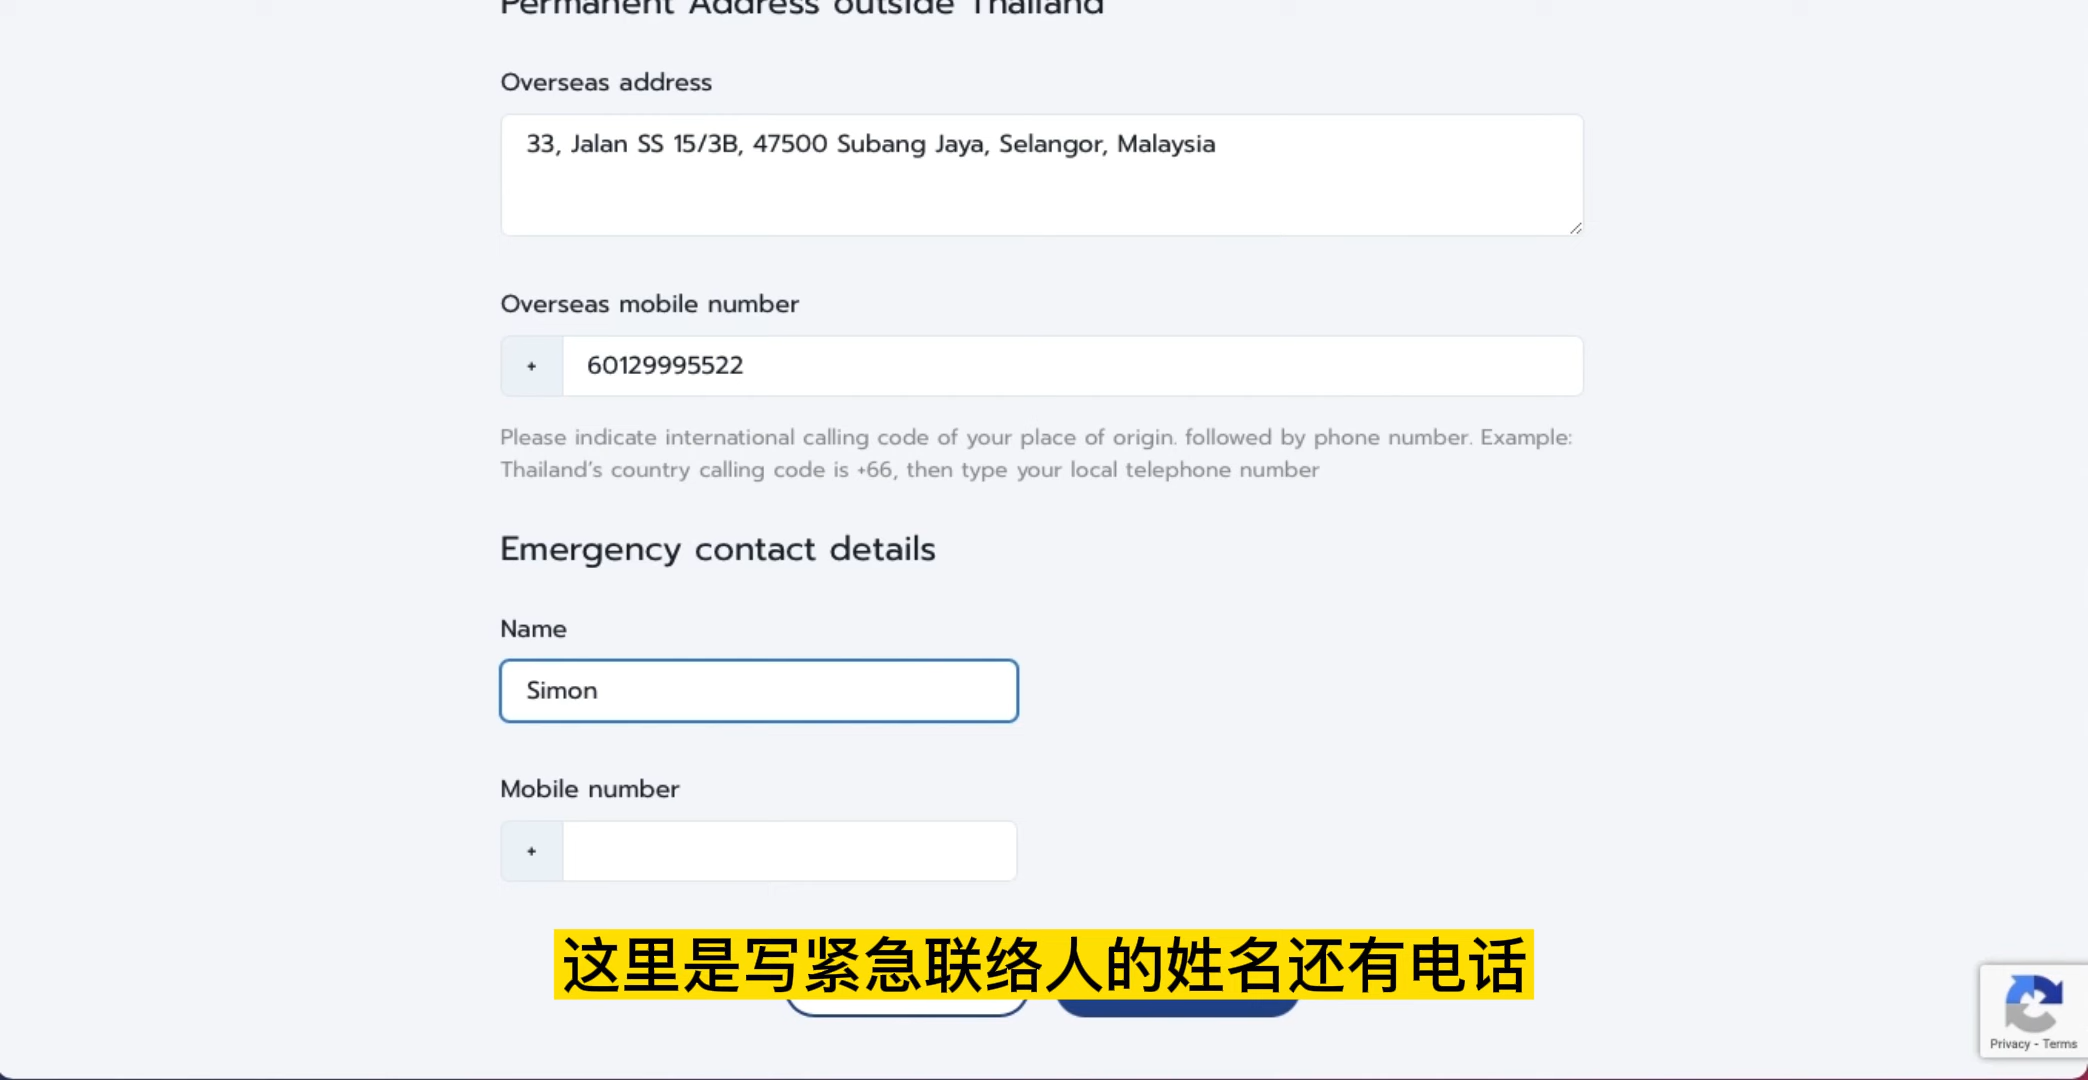 Permanent Address outside Thailand
Overseas address
33, Jalan SS 15/3B, 47500 Subang Jaya, Selangor, Malaysia
Overseas mobile number
+ 60129995522
Please indicate international calling code of your place of origin. followed by phone number. Example:
Thailand's country calling code is +66, then type your local telephone number
Emergency contact details
Name
Simon
Mobile number
+
这里是写紧急联络人的姓名还有电话
Privacy - Terms